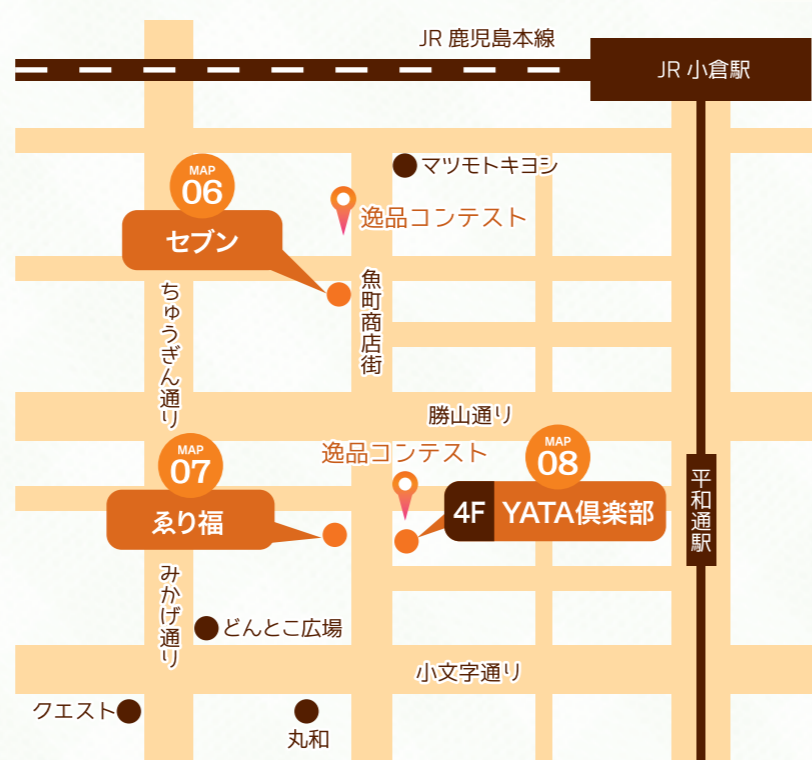 JR 鹿児島本線
JR 小倉駅
マツモトキヨシ
MAP
06
セブン
逸品コンテスト
魚町商店街
ちゅうぎん通り
勝山通り
逸品コンテスト
MAP
07
ゑり福
MAP
08
4F YATA倶楽部
平和通駅
みかげ通り
どんとこ広場
小文字通り
クエスト
丸和